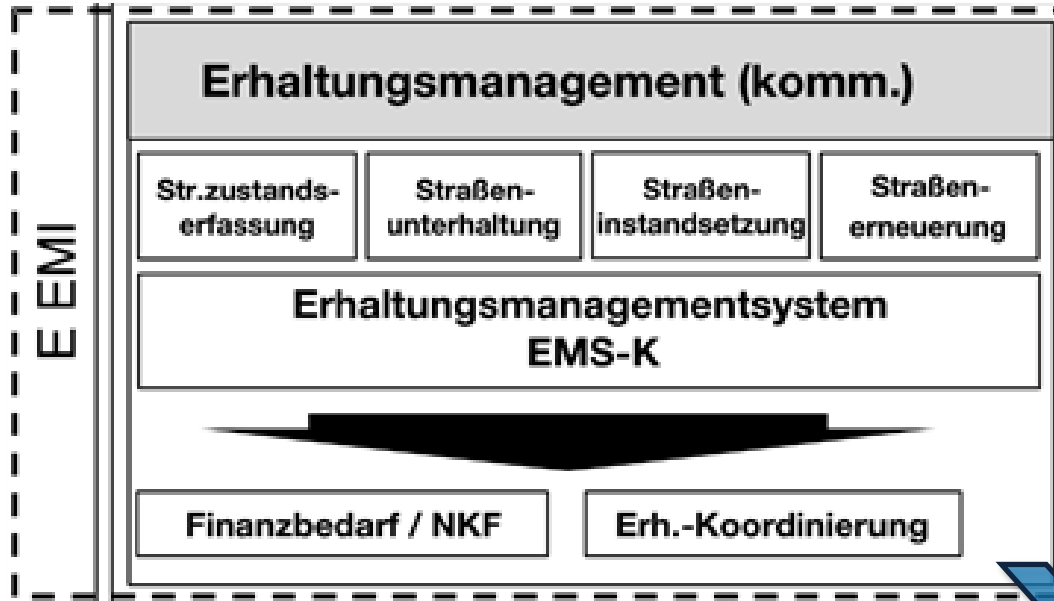 E EMI
Erhaltungsmanagement (komm.)
Str.zustands-
erfassung
Straßen-
unterhaltung
Straßen-
instandsetzung
Straßen-
erneuerung
Erhaltungsmanagementsystem
EMS-K
Finanzbedarf / NKF
Erh.-Koordinierung